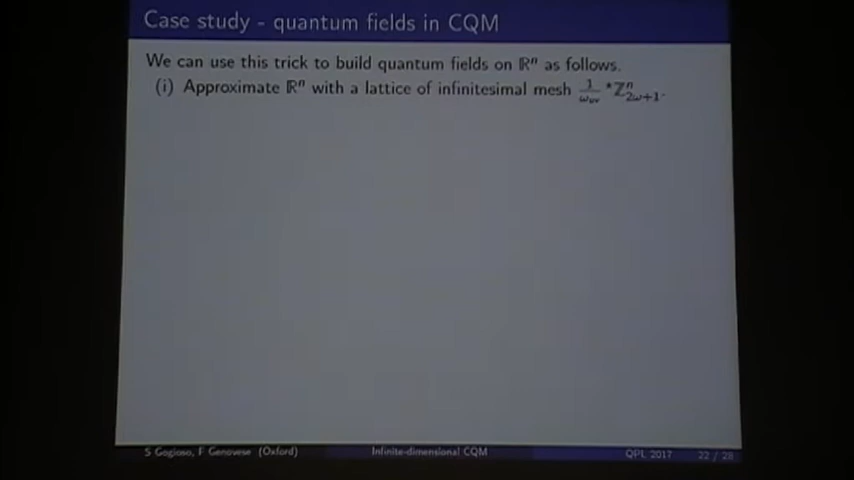 Case study - quantum fields in CQM
We can use this trick to build quantum fields on ℝⁿ as follows.
(i) Approximate ℝⁿ with a lattice of infinitesimal mesh 1/ω_uv ⋆ℤⁿ_{2ω+1}.
S Gogioso, F Genovese (Oxford) Infinite-dimensional CQM QPL 2017 22 / 28